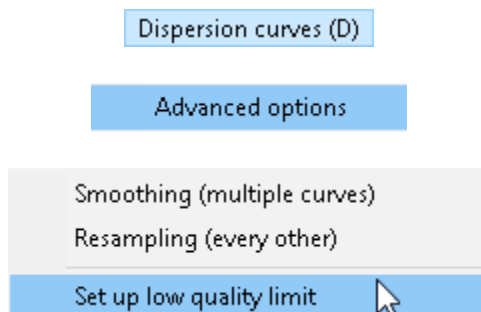 Dispersion curves (D)
Advanced options
Smoothing (multiple curves)
Resampling (every other)
Set up low quality limit